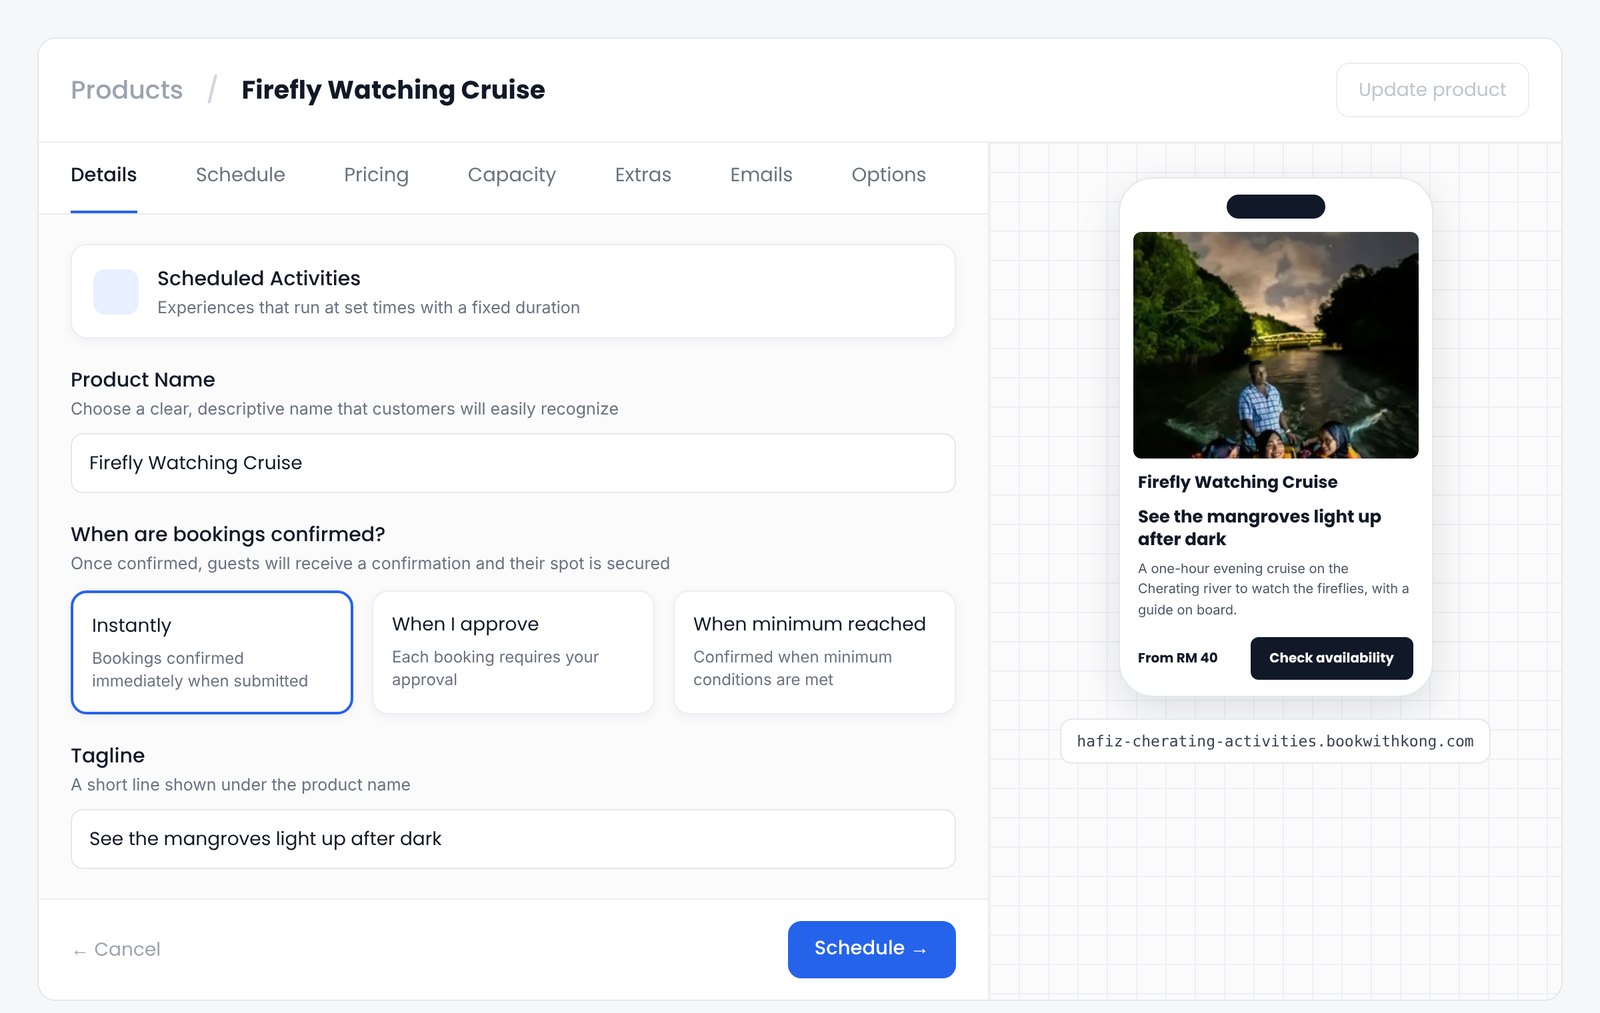 Products / Firefly Watching Cruise
Update product
Details Schedule Pricing Capacity Extras Emails Options
Scheduled Activities
Experiences that run at set times with a fixed duration
Product Name
Choose a clear, descriptive name that customers will easily recognize
Firefly Watching Cruise
When are bookings confirmed?
Once confirmed, guests will receive a confirmation and their spot is secured
Instantly
Bookings confirmed
immediately when submitted
When I approve
Each booking requires your
approval
When minimum reached
Confirmed when minimum
conditions are met
Tagline
A short line shown under the product name
See the mangroves light up after dark
← Cancel
Schedule →
Firefly Watching Cruise
See the mangroves light up
after dark
A one-hour evening cruise on the
Cherating river to watch the fireflies, with a
guide on board.
From RM 40
Check availability
hafiz-cherating-activities.bookwithkong.com